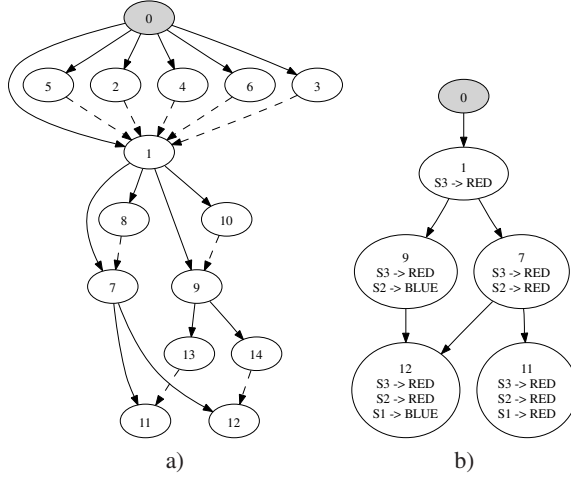 0
5 2 4 6 3
1
8 10
7 9
13 14
11 12
a)
0
1
S3 -> RED
9
S3 -> RED
S2 -> BLUE
7
S3 -> RED
S2 -> RED
12
S3 -> RED
S2 -> RED
S1 -> BLUE
11
S3 -> RED
S2 -> RED
S1 -> RED
b)